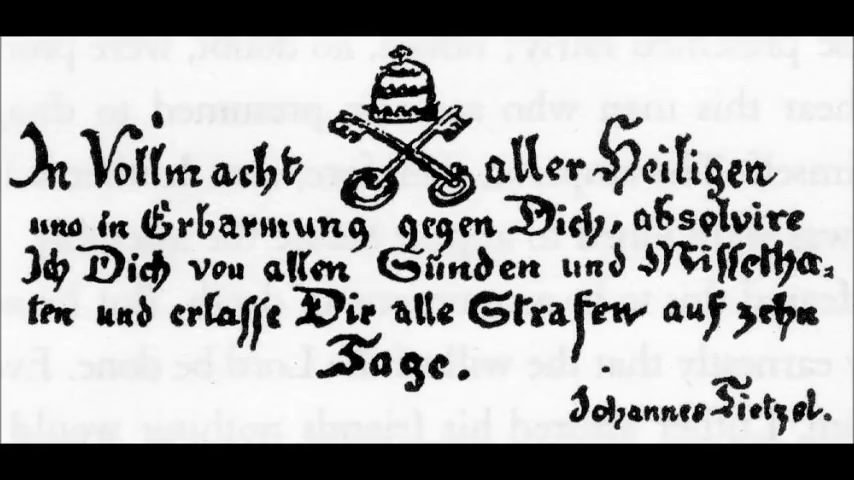 In Vollmacht aller Heiligen
und in Erbarmung gegen Dich, absolvire
Ich Dich von allen Sünden und Missetha-
ten und erlasse Dir alle Strafen auf zehn
Tage.
Johannes Tietzel.